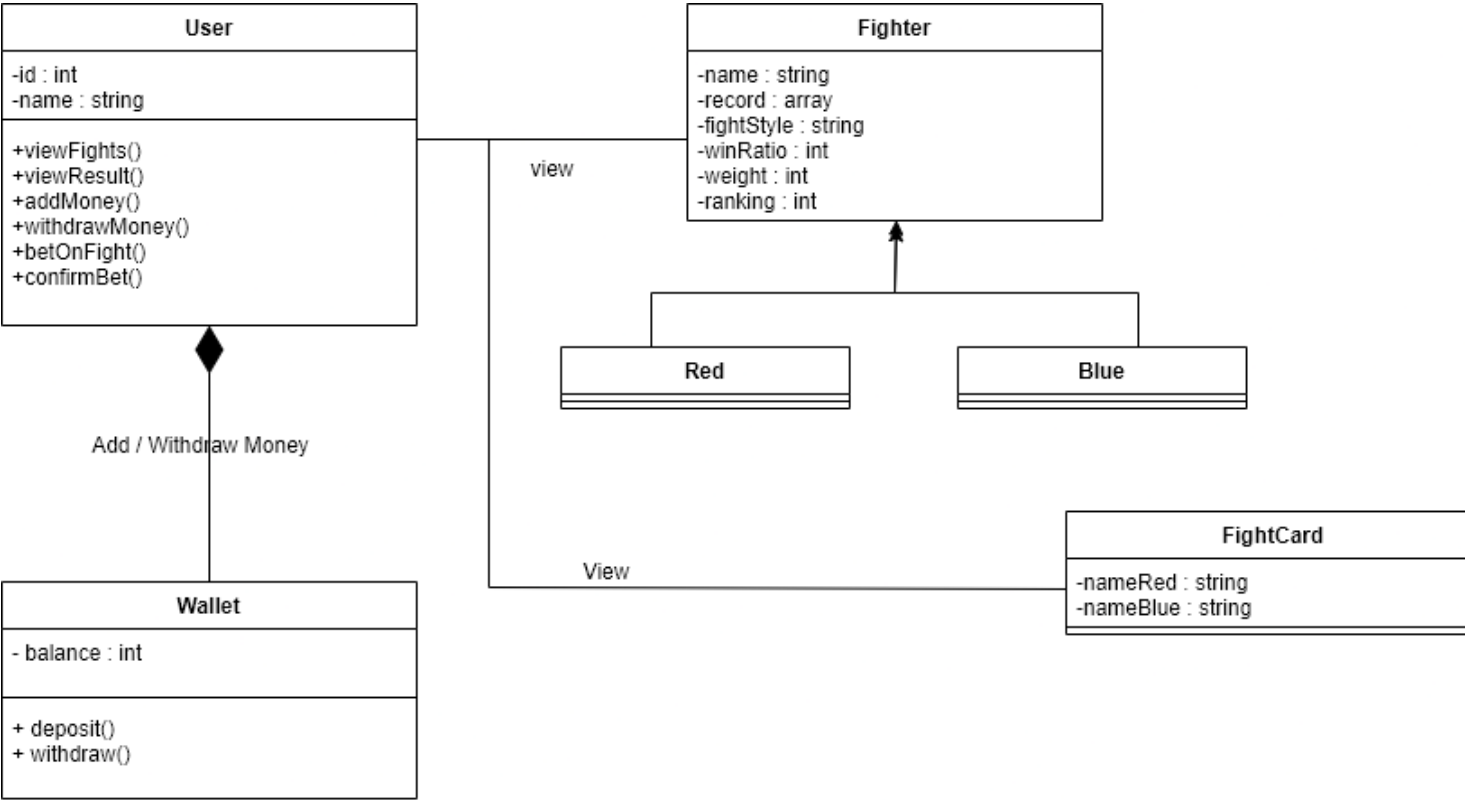 User
-id : int
-name : string
+viewFights()
+viewResult()
+addMoney()
+withdrawMoney()
+betOnFight()
+confirmBet()
view
Fighter
-name : string
-record : array
-fightStyle : string
-winRatio : int
-weight : int
-ranking : int
Red
Blue
Add / Withdraw Money
View
FightCard
-nameRed : string
-nameBlue : string
Wallet
- balance : int
+ deposit()
+ withdraw()